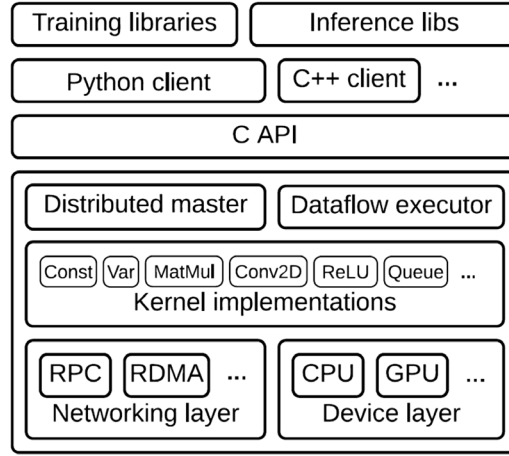 Training libraries Inference libs
Python client C++ client ...
C API
Distributed master Dataflow executor
Const Var MatMul Conv2D ReLU Queue ...
Kernel implementations
RPC RDMA ... CPU GPU ...
Networking layer Device layer